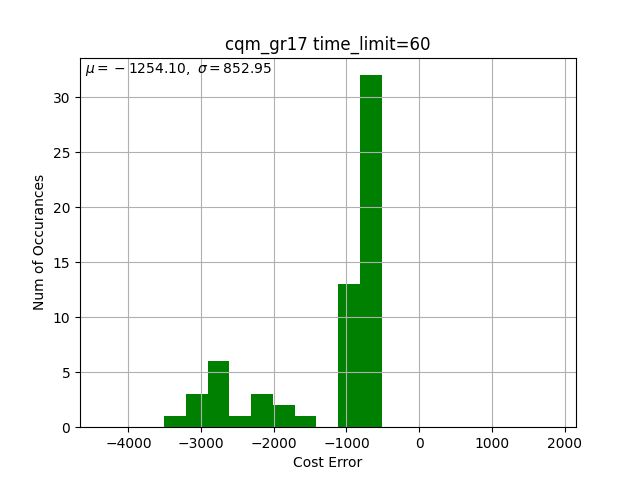 cqm_gr17 time_limit=60
μ = −1254.10, σ = 852.95
Num of Occurances
30
25
20
15
10
5
0
−4000 −3000 −2000 −1000 0 1000 2000
Cost Error